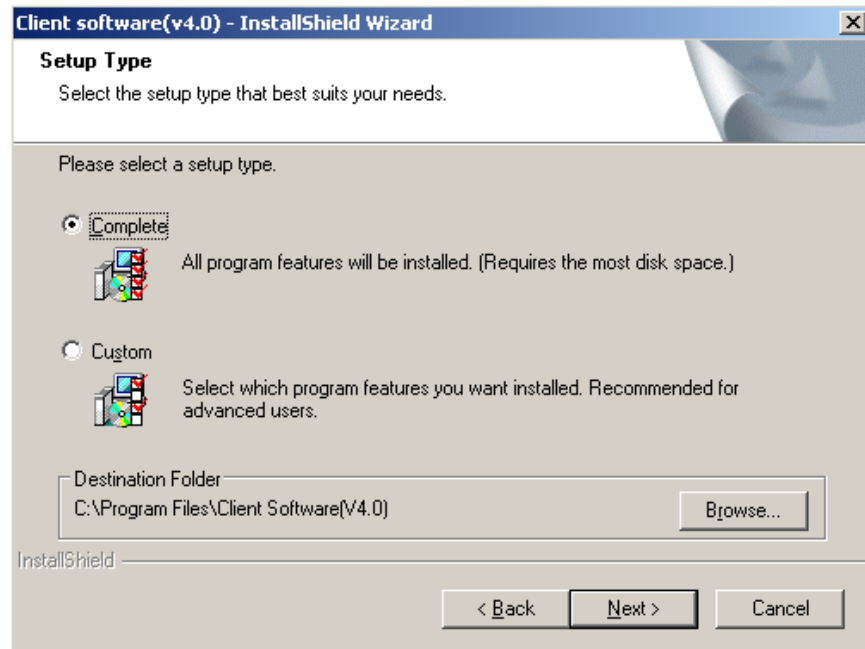 Client software(v4.0) - InstallShield Wizard
Setup Type
Select the setup type that best suits your needs.
Please select a setup type.
Complete
All program features will be installed. (Requires the most disk space.)
Custom
Select which program features you want installed. Recommended for
advanced users.
Destination Folder
C:\Program Files\Client Software(V4.0)
Browse...
InstallShield
< Back
Next >
Cancel